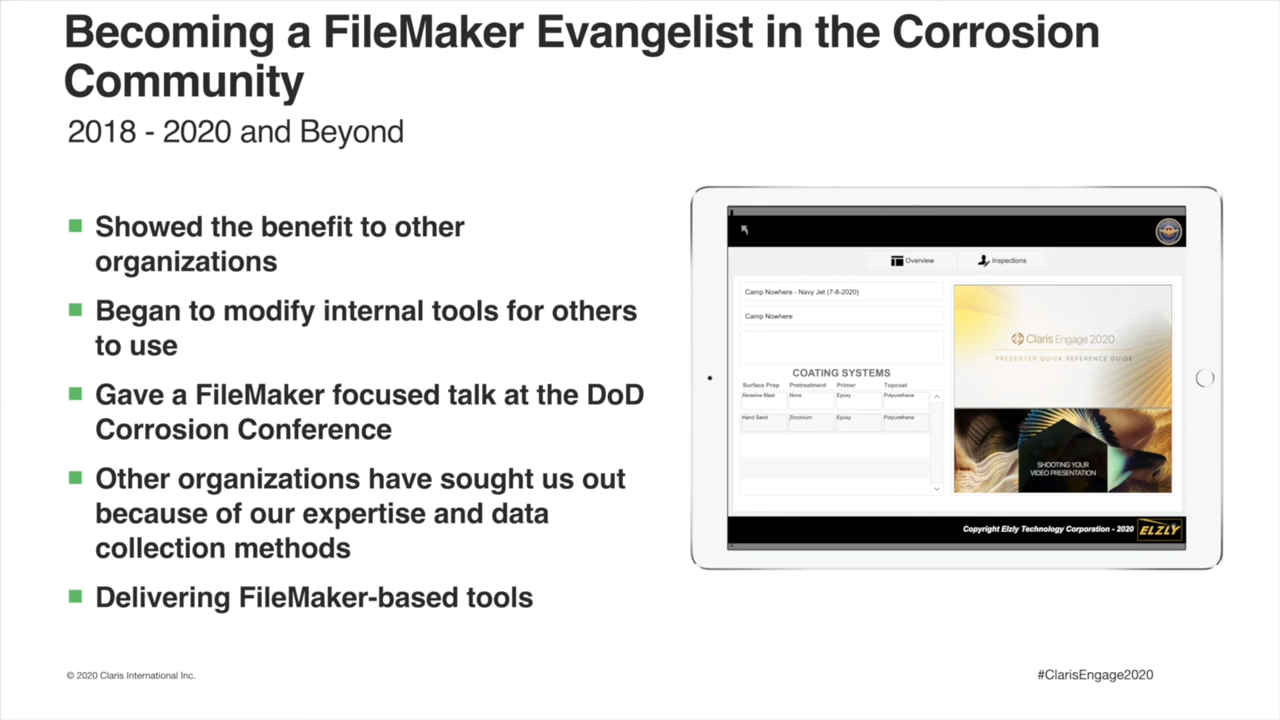 Becoming a FileMaker Evangelist in the Corrosion
Community
2018 - 2020 and Beyond
Showed the benefit to other
organizations
Began to modify internal tools for others
to use
Gave a FileMaker focused talk at the DoD
Corrosion Conference
Other organizations have sought us out
because of our expertise and data
collection methods
Delivering FileMaker-based tools
Overview
Inspections
Camp Nowhere - Navy Jet (7-6-2020)
Camp Nowhere
COATING SYSTEMS
Surface Prep Pretreatment Primer Topcoat
Abrasive Blast None Epoxy Polyurethane
Hand Sand Zirconium Epoxy Polyurethane
Claris Engage 2020
PRESENTER QUICK REFERENCE GUIDE
SHOOTING YOUR
VIDEO PRESENTATION
Copyright Elzly Technology Corporation - 2020
ELZLY
© 2020 Claris International Inc.
#ClarisEngage2020